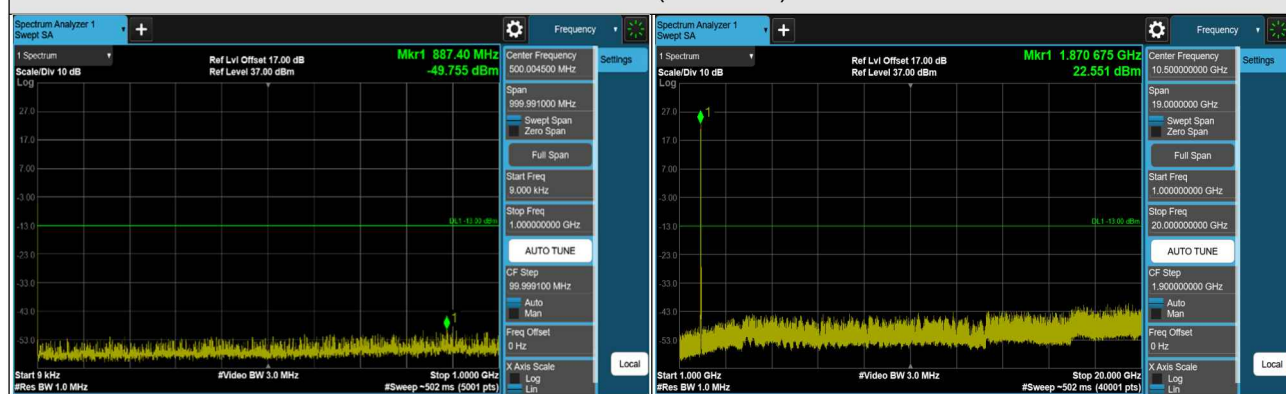 Spectrum Analyzer 1
Swept SA
+
Frequency
1 Spectrum
Scale/Div 10 dB
Log
Ref Lvl Offset 17.00 dB
Ref Level 37.00 dBm
Mkr1 887.40 MHz
-49.755 dBm
27.0
17.0
7.00
-3.00
-13.0
-23.0
-33.0
-43.0
-53.0
DL1 -13.00 dBm
1
Start 9 kHz
#Res BW 1.0 MHz
#Video BW 3.0 MHz
Stop 1.0000 GHz
#Sweep ~502 ms (5001 pts)
Center Frequency
500.004500 MHz
Span
999.991000 MHz
Swept Span
Zero Span
Full Span
Start Freq
9.000 kHz
Stop Freq
1.000000000 GHz
AUTO TUNE
CF Step
99.999100 MHz
Auto
Man
Freq Offset
0 Hz
X Axis Scale
Log
Lin
Settings
Local
Spectrum Analyzer 1
Swept SA
+
Frequency
1 Spectrum
Scale/Div 10 dB
Log
Ref Lvl Offset 17.00 dB
Ref Level 37.00 dBm
Mkr1 1.870 675 GHz
22.551 dBm
27.0
17.0
7.00
-3.00
-13.0
-23.0
-33.0
-43.0
-53.0
DL1 -13.00 dBm
1
Start 1.000 GHz
#Res BW 1.0 MHz
#Video BW 3.0 MHz
Stop 20.000 GHz
#Sweep ~502 ms (40001 pts)
Center Frequency
10.500000000 GHz
Span
19.0000000 GHz
Swept Span
Zero Span
Full Span
Start Freq
1.000000000 GHz
Stop Freq
20.000000000 GHz
AUTO TUNE
CF Step
1.900000000 GHz
Auto
Man
Freq Offset
0 Hz
X Axis Scale
Log
Lin
Settings
Local